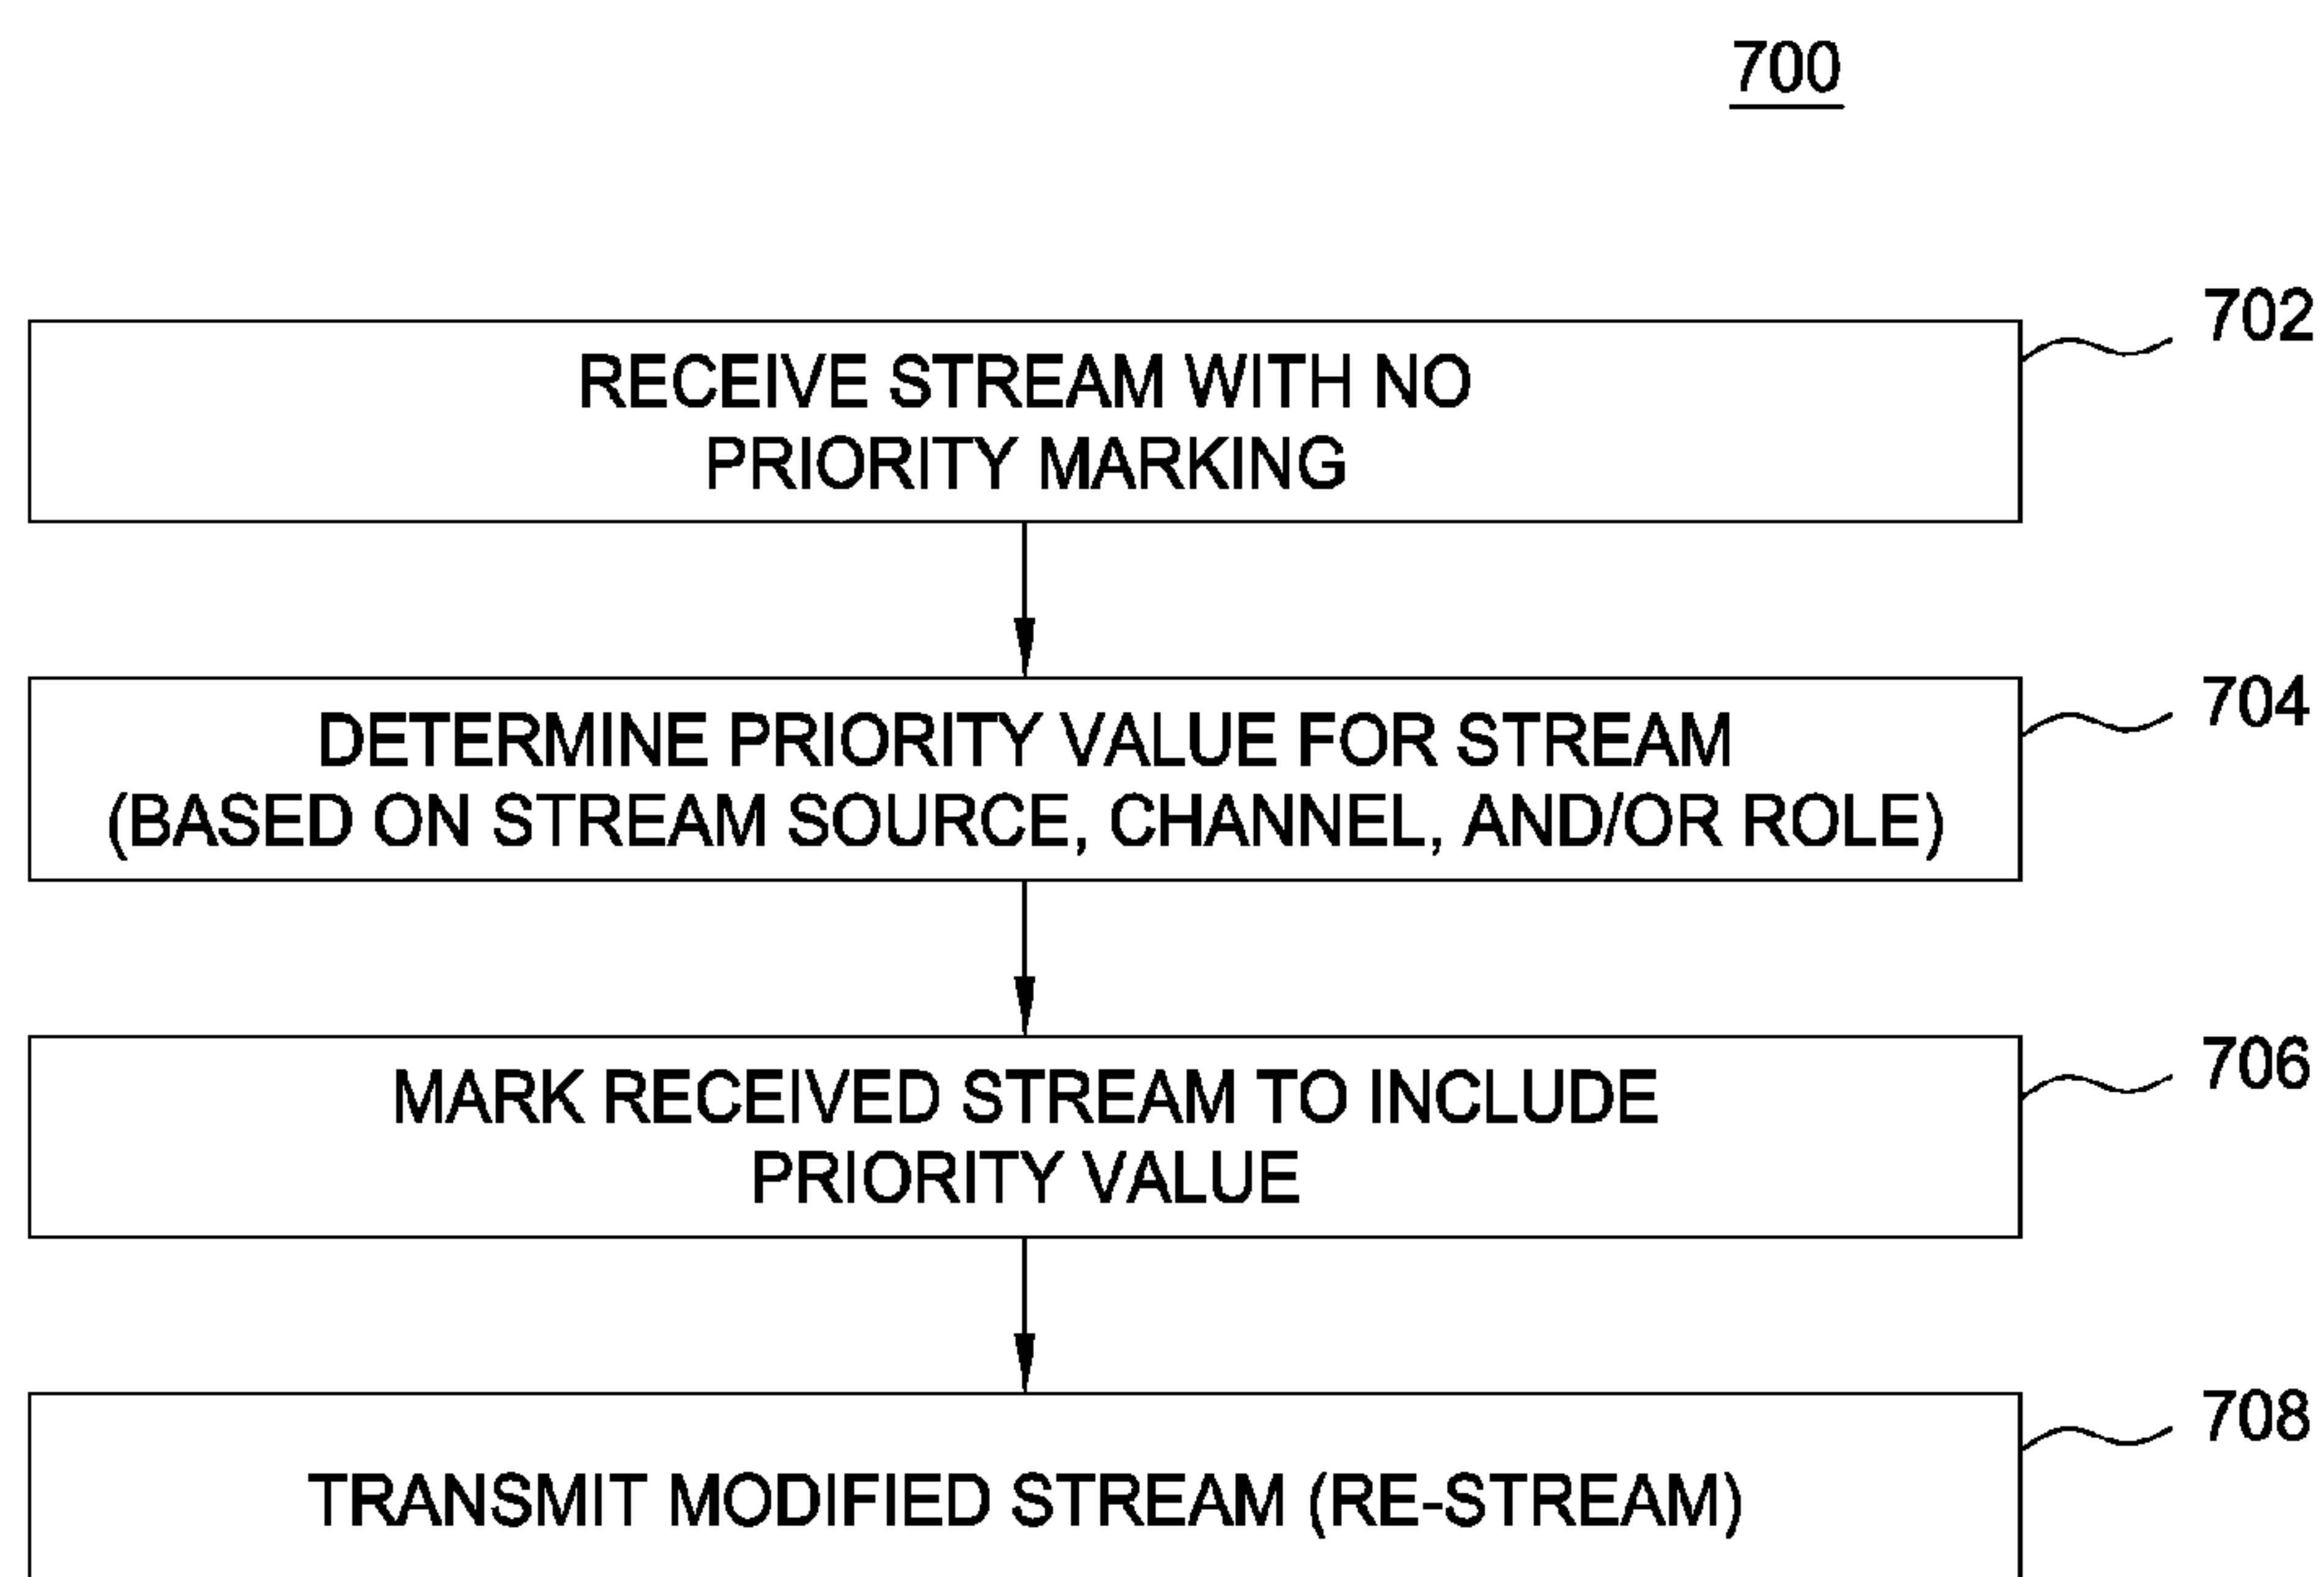 700
702
RECEIVE STREAM WITH NO
PRIORITY MARKING
704
DETERMINE PRIORITY VALUE FOR STREAM
(BASED ON STREAM SOURCE, CHANNEL, AND/OR ROLE)
706
MARK RECEIVED STREAM TO INCLUDE
PRIORITY VALUE
708
TRANSMIT MODIFIED STREAM (RE-STREAM)